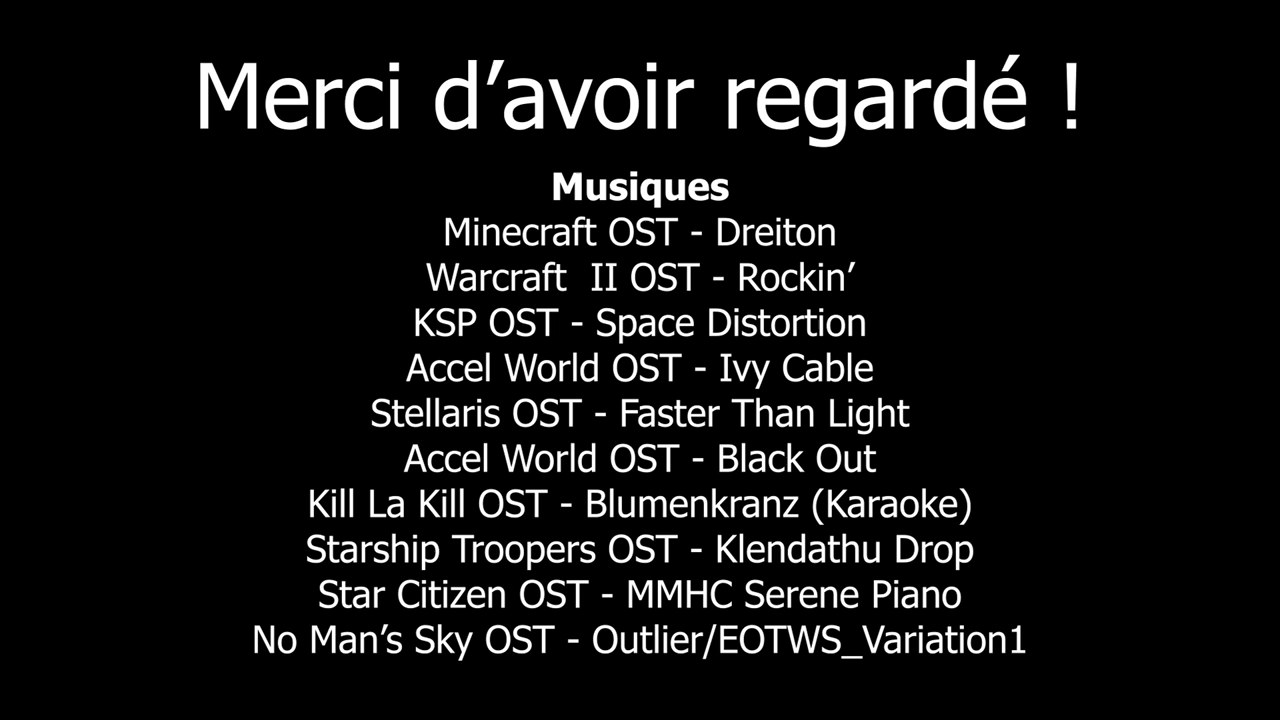 Merci d’avoir regardé !
Musiques
Minecraft OST - Dreiton
Warcraft  II OST - Rockin’
KSP OST - Space Distortion
Accel World OST - Ivy Cable
Stellaris OST - Faster Than Light
Accel World OST - Black Out
Kill La Kill OST - Blumenkranz (Karaoke)
Starship Troopers OST - Klendathu Drop
Star Citizen OST - MMHC Serene Piano
No Man’s Sky OST - Outlier/EOTWS_Variation1